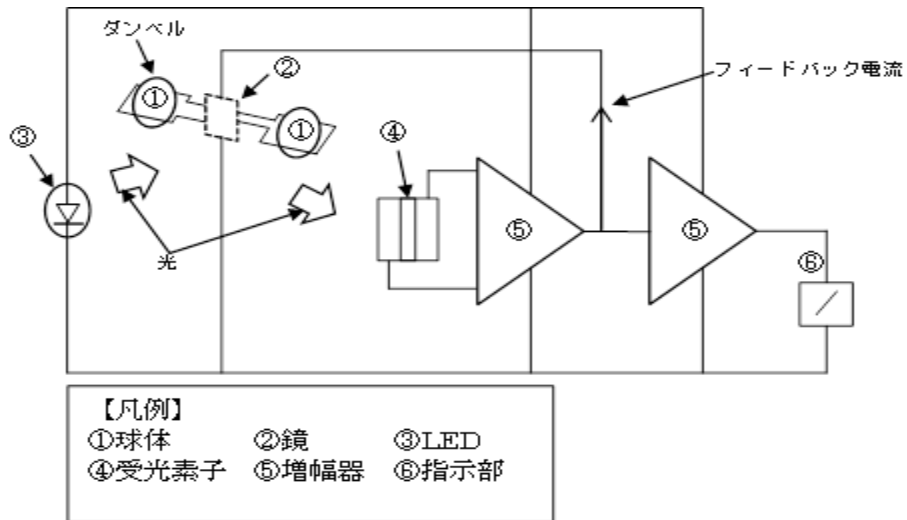 ダンベル
②
①
①
③
④
フィードバック電流
⑤
⑤
⑥
光
【凡例】
①球体 ②鏡 ③LED
④受光素子 ⑤増幅器 ⑥指示部